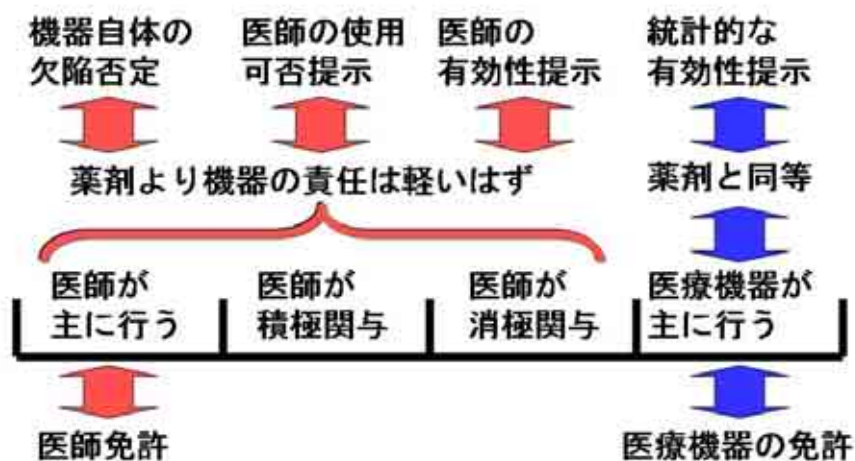 機器自体の
欠陥否定
医師の使用
可否提示
医師の
有効性提示
統計的な
有効性提示
薬剤より機器の責任は軽いはず
薬剤と同等
医師が
主に行う
医師が
積極関与
医師が
消極関与
医療機器が
主に行う
医師免許
医療機器の免許